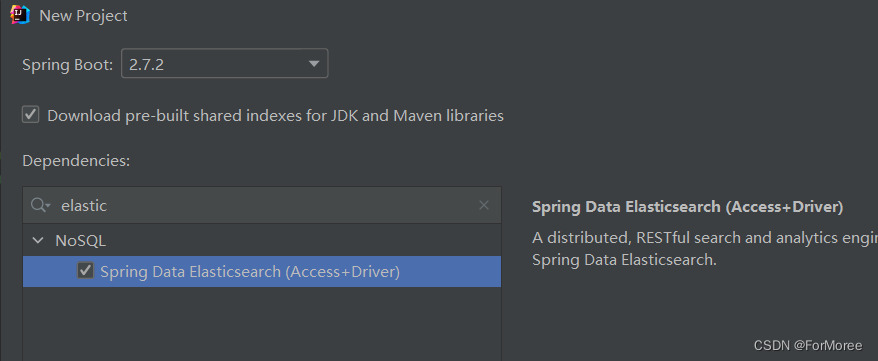 New Project
Spring Boot: 2.7.2
Download pre-built shared indexes for JDK and Maven libraries
Dependencies:
elastic
NoSQL
Spring Data Elasticsearch (Access+Driver)
Spring Data Elasticsearch (Access+Driver)
A distributed, RESTful search and analytics engin
Spring Data Elasticsearch.
CSDN @ForMoree